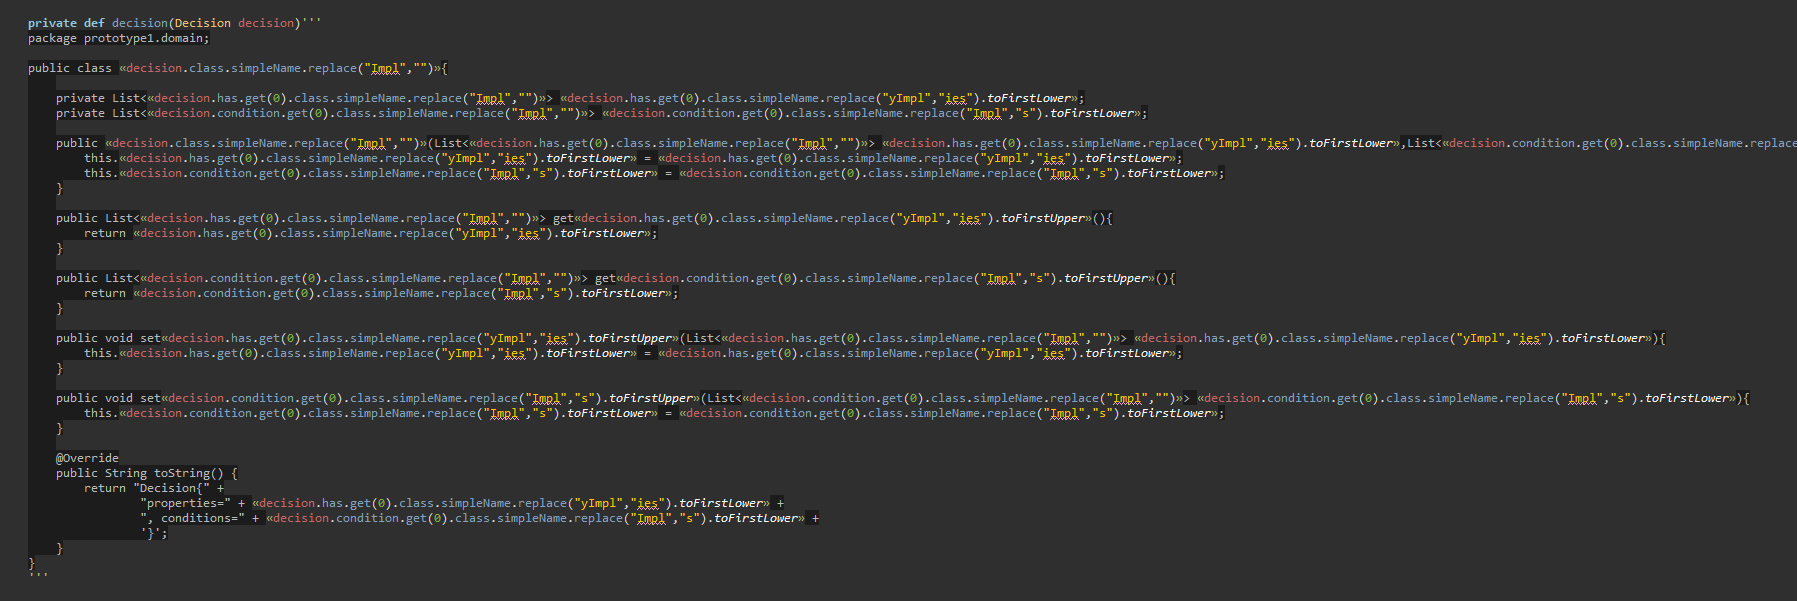 private def decision(Decision decision)'''
package prototype1.domain;
public class «decision.class.simpleName.replace("Impl","")»{
private List<«decision.has.get(0).class.simpleName.replace("Impl","")»> «decision.has.get(0).class.simpleName.replace("yImpl","ies").toFirstLower»;
private List<«decision.condition.get(0).class.simpleName.replace("Impl","")»> «decision.condition.get(0).class.simpleName.replace("Impl","s").toFirstLower»;
public «decision.class.simpleName.replace("Impl","")»(List<«decision.has.get(0).class.simpleName.replace("Impl","")»> «decision.has.get(0).class.simpleName.replace("yImpl","ies").toFirstLower»,List<«decision.condition.get(0).class.simpleName.replace
this.«decision.has.get(0).class.simpleName.replace("yImpl","ies").toFirstLower» = «decision.has.get(0).class.simpleName.replace("yImpl","ies").toFirstLower»;
this.«decision.condition.get(0).class.simpleName.replace("Impl","s").toFirstLower» = «decision.condition.get(0).class.simpleName.replace("Impl","s").toFirstLower»;
}
public List<«decision.has.get(0).class.simpleName.replace("Impl","")»> get«decision.has.get(0).class.simpleName.replace("yImpl","ies").toFirstUpper»(){
return «decision.has.get(0).class.simpleName.replace("yImpl","ies").toFirstLower»;
}
public List<«decision.condition.get(0).class.simpleName.replace("Impl","")»> get«decision.condition.get(0).class.simpleName.replace("Impl","s").toFirstUpper»(){
return «decision.condition.get(0).class.simpleName.replace("Impl","s").toFirstLower»;
}
public void set«decision.has.get(0).class.simpleName.replace("yImpl","ies").toFirstUpper»(List<«decision.has.get(0).class.simpleName.replace("Impl","")»> «decision.has.get(0).class.simpleName.replace("yImpl","ies").toFirstLower»){
this.«decision.has.get(0).class.simpleName.replace("yImpl","ies").toFirstLower» = «decision.has.get(0).class.simpleName.replace("yImpl","ies").toFirstLower»;
}
public void set«decision.condition.get(0).class.simpleName.replace("Impl","s").toFirstUpper»(List<«decision.condition.get(0).class.simpleName.replace("Impl","")»> «decision.condition.get(0).class.simpleName.replace("Impl","s").toFirstLower»){
this.«decision.condition.get(0).class.simpleName.replace("Impl","s").toFirstLower» = «decision.condition.get(0).class.simpleName.replace("Impl","s").toFirstLower»;
}
@Override
public String toString() {
return "Decision{" +
"properties=" + «decision.has.get(0).class.simpleName.replace("yImpl","ies").toFirstLower» +
", conditions=" + «decision.condition.get(0).class.simpleName.replace("Impl","s").toFirstLower» +
'}';
}
}
'''